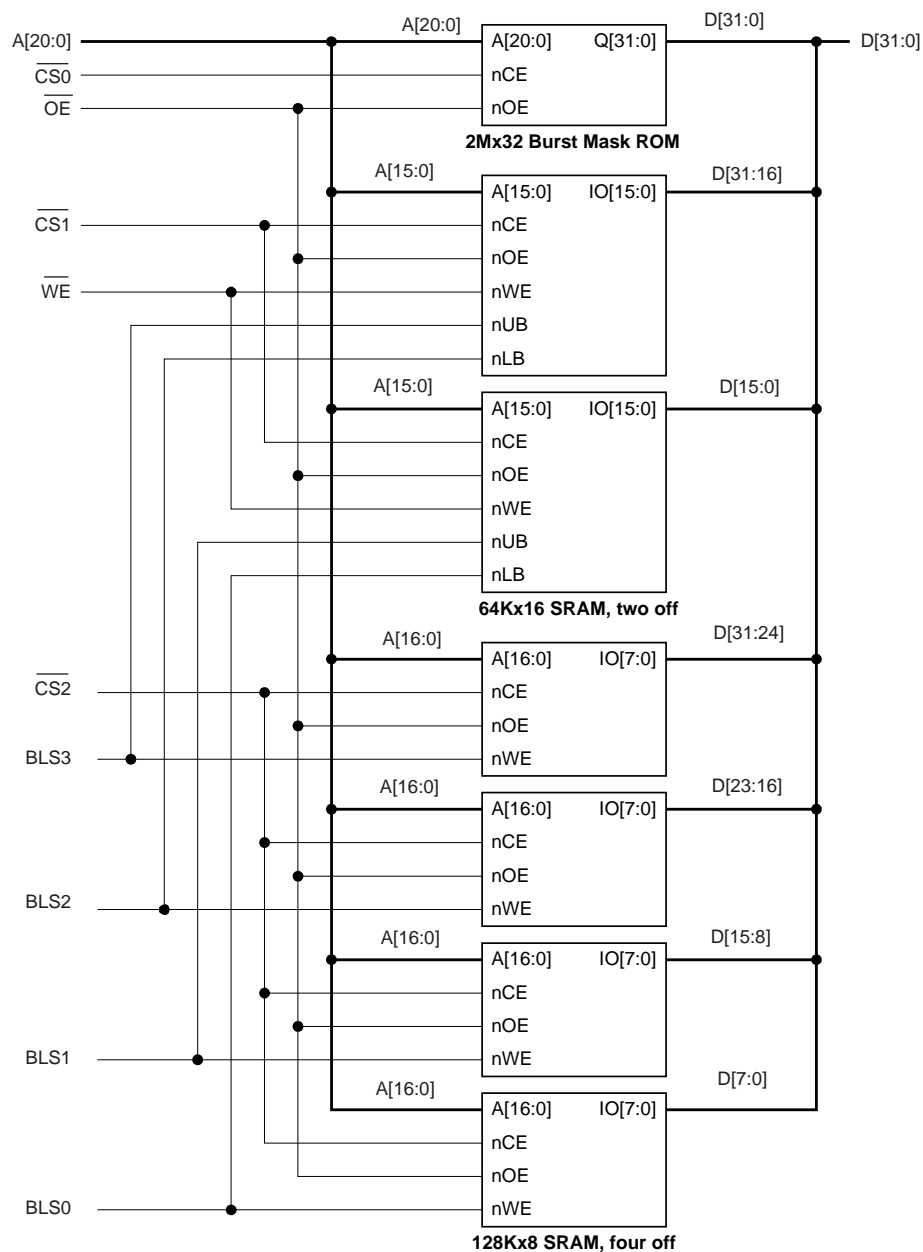 A[20:0] D[31:0]
A[20:0] A[20:0] Q[31:0] D[31:0]
CS0 nCE
OE nOE
2Mx32 Burst Mask ROM
A[15:0] D[31:16]
A[15:0] IO[15:0]
CS1 nCE
nOE
WE nWE
nUB
nLB
A[15:0] D[15:0]
A[15:0] IO[15:0]
nCE
nOE
nWE
nUB
nLB
64Kx16 SRAM, two off
A[16:0] D[31:24]
A[16:0] IO[7:0]
CS2 nCE
nOE
BLS3 nWE
A[16:0] D[23:16]
A[16:0] IO[7:0]
nCE
nOE
BLS2 nWE
A[16:0] D[15:8]
A[16:0] IO[7:0]
nCE
nOE
BLS1 nWE
A[16:0] D[7:0]
A[16:0] IO[7:0]
nCE
nOE
BLS0 nWE
128Kx8 SRAM, four off